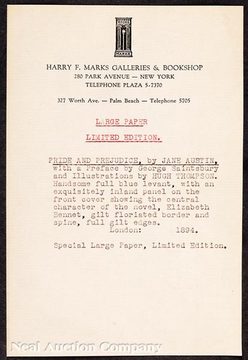 HARRY F. MARKS GALLERIES & BOOKSHOP
280 PARK AVENUE — NEW YORK
TELEPHONE PLAZA 5-7370
327 Worth Ave. — Palm Beach — Telephone 5705
LARGE PAPER
LIMITED EDITION.
PRIDE AND PREJUDICE, by JANE AUSTIN,
with a Preface by George Saintsbury
and Illustrations by HUGH THOMPSON.
Handsome full blue levant, with an
exquisitely inland panel on the
front cover showing the central
character of the novel, Elizabeth
Bennet, gilt floriated border and
spine, full gilt edges.
London: 1894.
Special Large Paper, Limited Edition.
Neal Auction Company